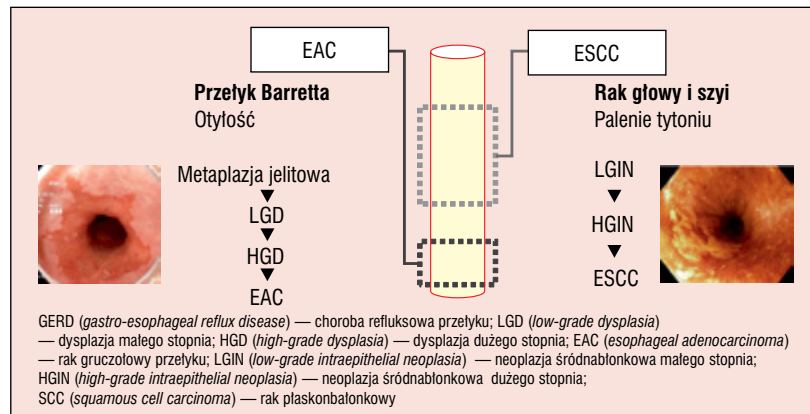 EAC
ESCC
Przełyk Barretta
Otyłość
Rak głowy i szyi
Palenie tytoniu
Metaplazja jelitowa
LGD
HGD
EAC
LGIN
HGIN
ESCC
GERD (gastro-esophageal reflux disease) — choroba refluksowa przełyku; LGD (low-grade dysplasia)
— dysplazja małego stopnia; HGD (high-grade dysplasia) — dysplazja dużego stopnia; EAC (esophageal adenocarcinoma)
— rak gruczołowy przełyku; LGIN (low-grade intraepithelial neoplasia) — neoplazja śródnabłonkowa małego stopnia;
HGIN (high-grade intraepithelial neoplasia) — neoplazja śródnabłonkowa dużego stopnia;
SCC (squamous cell carcinoma) — rak płaskonbałonkowy